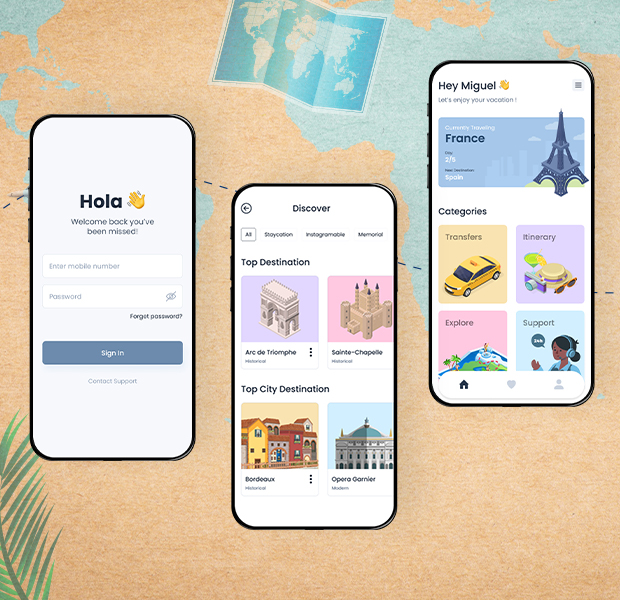 Hola 👋
Welcome back you've
been missed!
Enter mobile number
Password
Forgot password?
Sign In
Contact Support
Discover
All Staycation Instagramable Memorial
Top Destination
Arc de Triomphe
Historical
Sainte-Chapelle
Historical
Top City Destination
Bordeaux
Historical
Opera Garnier
Modern
Hey Miguel 👋
Let's enjoy your vacation !
Currently Traveling
France
Day
2/5
Next Destination
Spain
Categories
Transfers
Itinerary
Explore
Support
24h